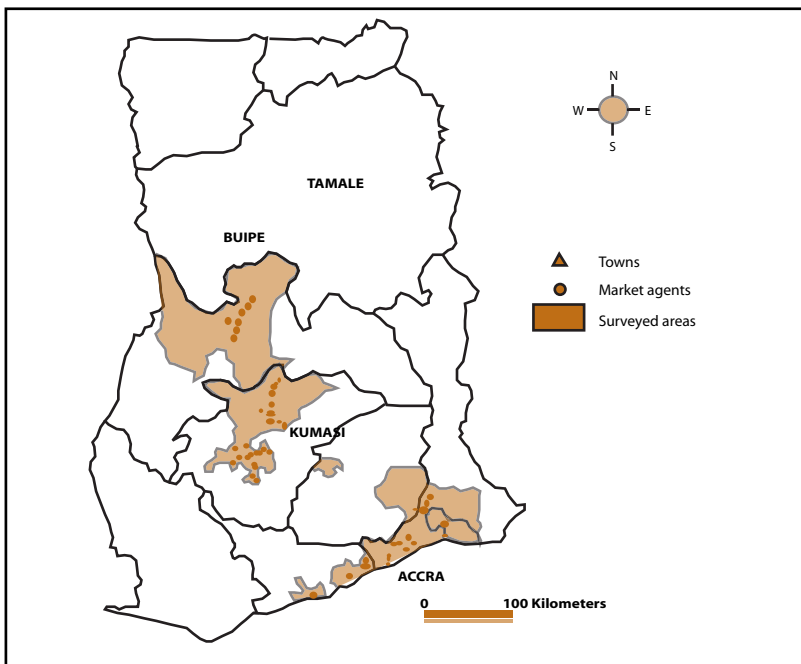 N
W E
S
TAMALE
BUIPE
Towns
Market agents
Surveyed areas
KUMASI
ACCRA
0 100 Kilometers